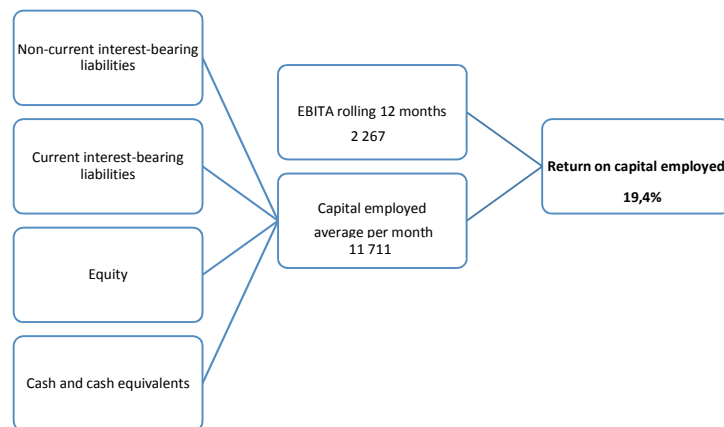 Non-current interest-bearing
liabilities
Current interest-bearing
liabilities
Equity
Cash and cash equivalents
EBITA rolling 12 months
2 267
Capital employed
average per month
11 711
Return on capital employed
19,4%